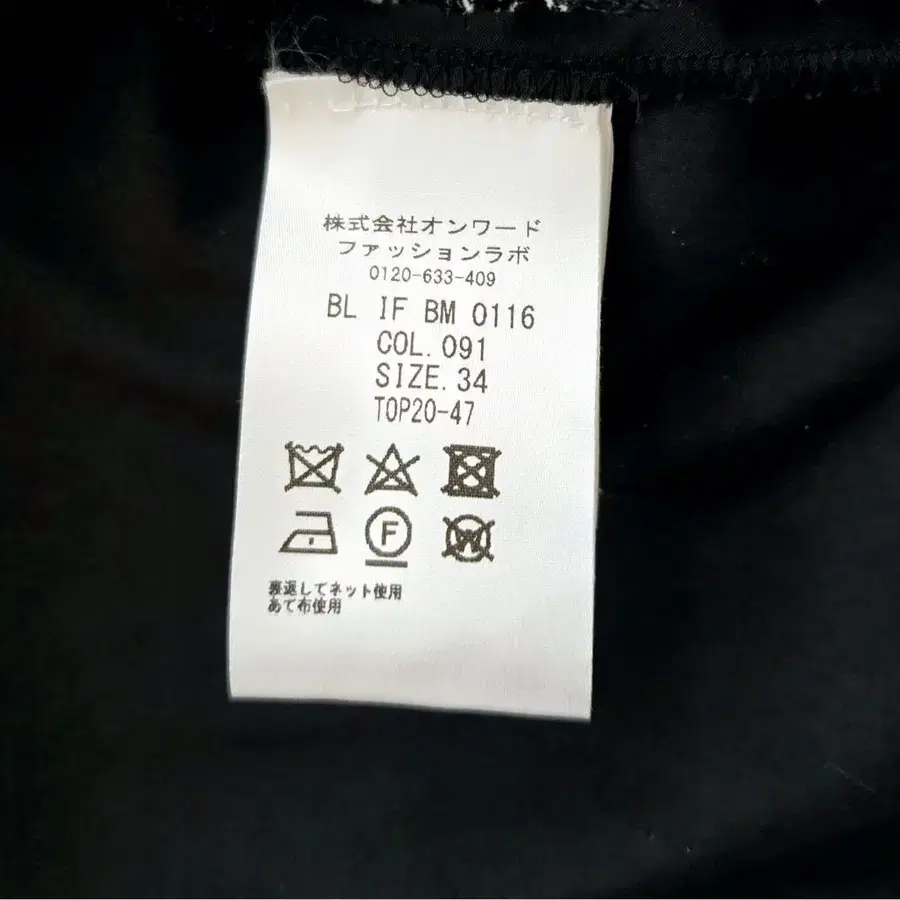 株式会社オンワード
ファッションラボ
0120-633-409
BL IF BM 0116
COL.091
SIZE.34
TOP20-47
F
W
裏返してネット使用
あて布使用